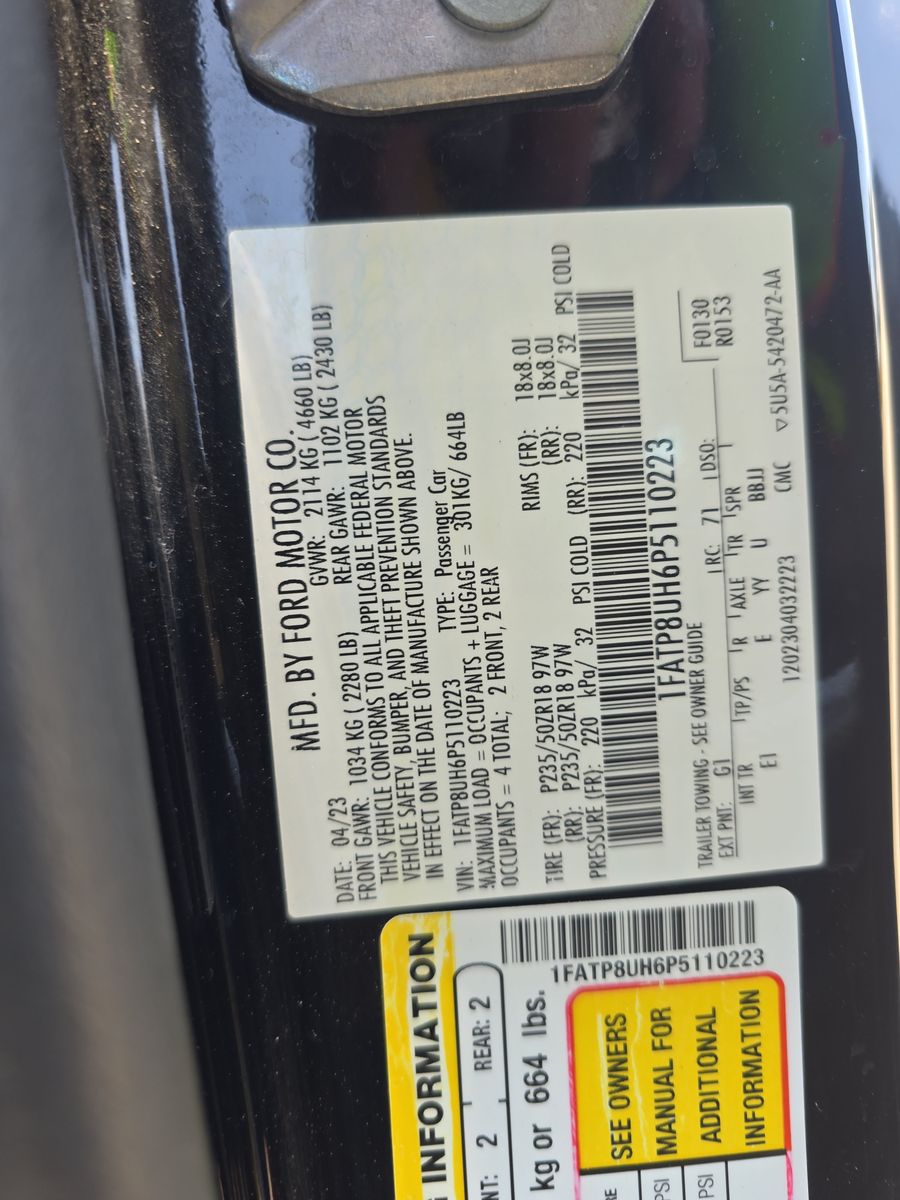 MFD. BY FORD MOTOR CO.
DATE: 04/23 GVWR: 2114 KG ( 4660 LB)
FRONT GAWR: 1034 KG ( 2280 LB) REAR GAWR: 1102 KG ( 2430 LB)
THIS VEHICLE CONFORMS TO ALL APPLICABLE FEDERAL MOTOR
VEHICLE SAFETY, BUMPER, AND THEFT PREVENTION STANDARDS
IN EFFECT ON THE DATE OF MANUFACTURE SHOWN ABOVE.
VIN: 1FATP8UH6P5110223 TYPE: Passenger Car
MAXIMUM LOAD = OCCUPANTS + LUGGAGE = 301KG/ 664LB
OCCUPANTS = 4 TOTAL; 2 FRONT, 2 REAR
TIRE (FR): P235/50ZR18 97W RIMS (FR): 18x8.0J
(RR): P235/50ZR18 97W (RR): 18x8.0J
PRESSURE (FR): 220 kPa/ 32 PSI COLD (RR): 220 kPa/ 32 PSI COLD
1FATP8UH6P5110223
TRAILER TOWING - SEE OWNER GUIDE
EXT PNT: G1 RC: 71 DSO: F0130
R0153
INT TR TP/PS R AXLE TR SPR
E1 E YY U BBJJ
1202304032223 CMC ▽5U5A-5420472-AA
INFORMATION
2 REAR: 2
kg or 664 lbs.
1FATP8UH6P5110223
SEE OWNERS
MANUAL FOR
ADDITIONAL
INFORMATION
PSI
PSI